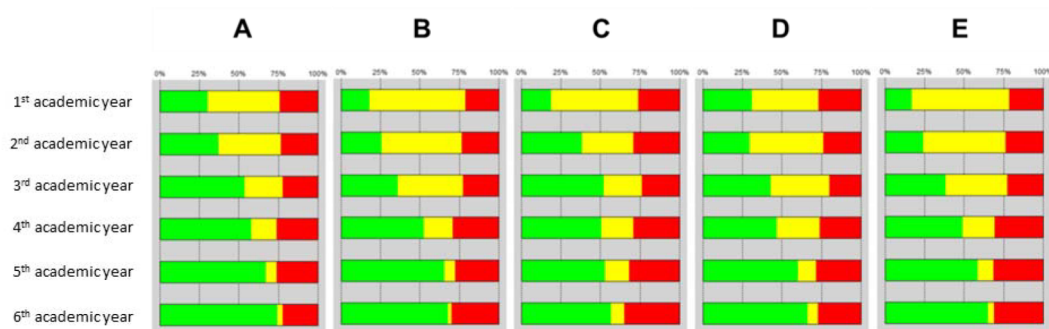 A B C D E
0% 25% 50% 75% 100% 0% 25% 50% 75% 100% 0% 25% 50% 75% 100% 0% 25% 50% 75% 100% 0% 25% 50% 75% 100%
1st academic year
2nd academic year
3rd academic year
4th academic year
5th academic year
6th academic year